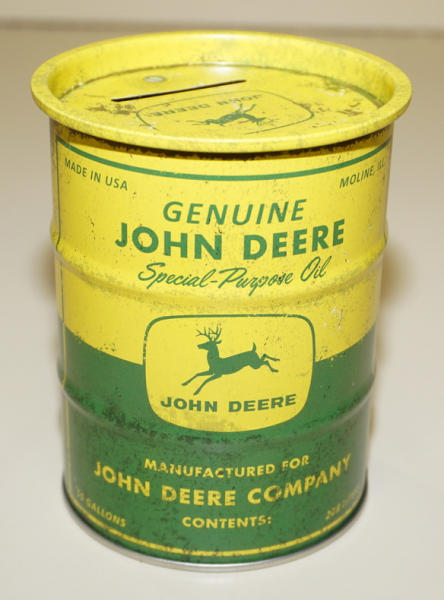 JOHN DEERE
MADE IN USA
MOLINE, ILL.
GENUINE
JOHN DEERE
Special-Purpose Oil
JOHN DEERE
MANUFACTURED FOR
JOHN DEERE COMPANY
GALLONS
CONTENTS: